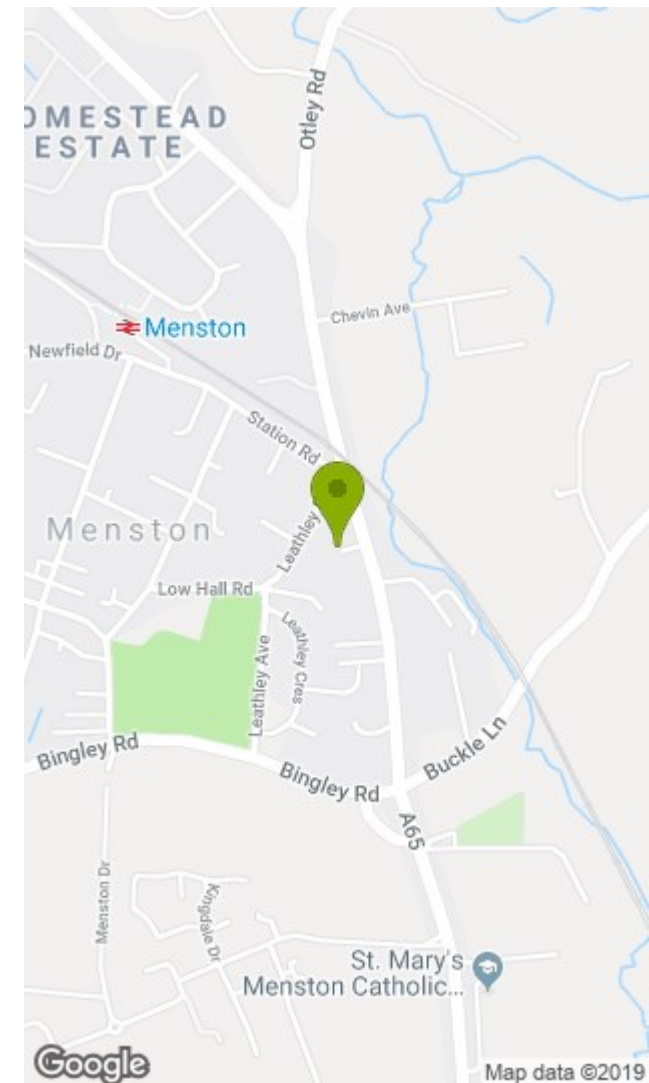 OMESTEAD
ESTATE
Otley Rd
Menston
Chevin Ave
Newfield Dr
Station Rd
Menston
Leathley
Low Hall Rd
Leathley Cres
Leathley Ave
Bingley Rd
Bingley Rd
Buckle Ln
A65
Menston Dr
Kingdale Dr
St. Mary's
Menston Catholic...
Google
Map data ©2019